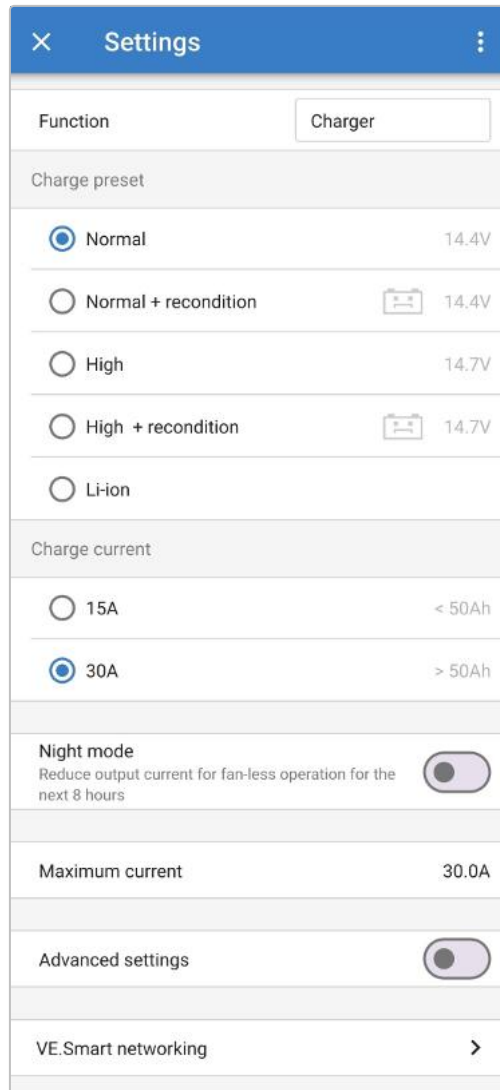 Settings
Function
Charger
Charge preset
Normal 14.4V
Normal + recondition 14.4V
High 14.7V
High + recondition 14.7V
Li-ion
Charge current
15A < 50Ah
30A > 50Ah
Night mode
Reduce output current for fan-less operation for the
next 8 hours
Maximum current 30.0A
Advanced settings
VE.Smart networking